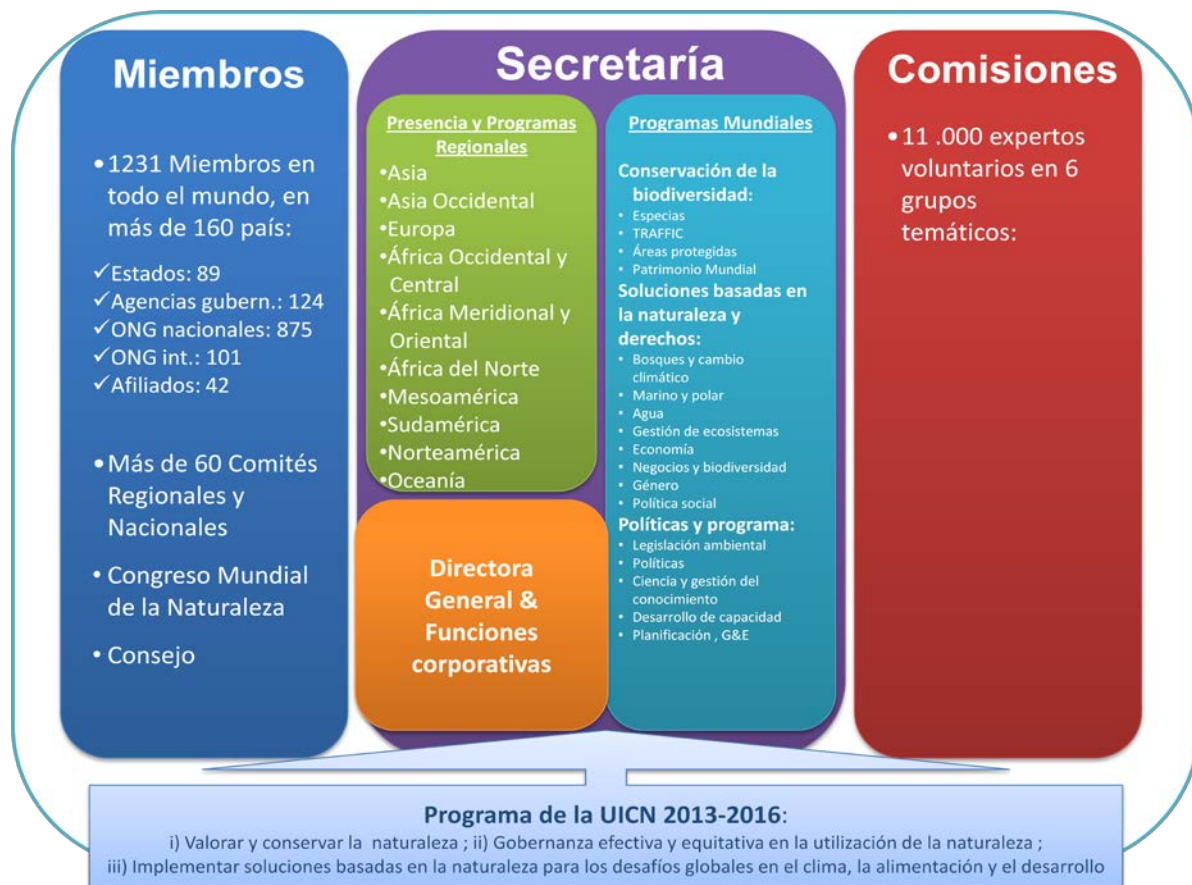 Miembros
•1231 Miembros en
todo el mundo, en
más de 160 país:
✓Estados: 89
✓Agencias gubern.: 124
✓ONG nacionales: 875
✓ONG int.: 101
✓Afiliados: 42
•Más de 60 Comités
Regionales y
Nacionales
• Congreso Mundial
de la Naturaleza
• Consejo
Secretaría
Presencia y Programas
Regionales
•Asia
•Asia Occidental
•Europa
•África Occidental y
Central
•África Meridional y
Oriental
•África del Norte
•Mesoamérica
•Sudamérica
•Norteamérica
•Oceanía
Directora
General &
Funciones
corporativas
Programas Mundiales
Conservación de la
biodiversidad:
• Especias
• TRAFFIC
• Áreas protegidas
• Patrimonio Mundial
Soluciones basadas en
la naturaleza y
derechos:
• Bosques y cambio
climático
• Marino y polar
• Agua
• Gestión de ecosistemas
• Economía
• Negocios y biodiversidad
• Género
• Política social
Políticas y programa:
• Legislación ambiental
• Políticas
• Ciencia y gestión del
conocimiento
• Desarrollo de capacidad
• Planificación , G&E
Comisiones
•11 .000 expertos
voluntarios en 6
grupos
temáticos:
Programa de la UICN 2013-2016:
i) Valorar y conservar la naturaleza ; ii) Gobernanza efectiva y equitativa en la utilización de la naturaleza ;
iii) Implementar soluciones basadas en la naturaleza para los desafíos globales en el clima, la alimentación y el desarrollo